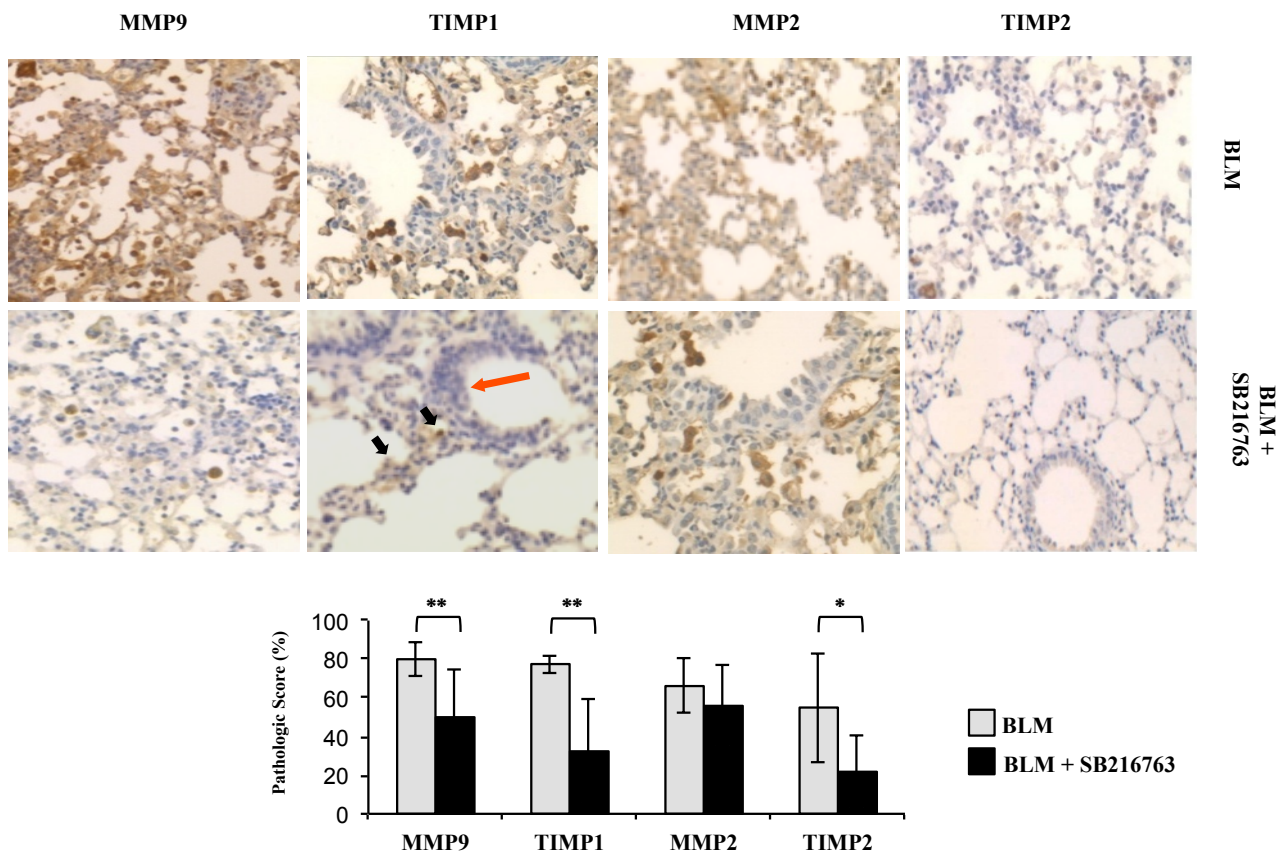 MMP9 TIMP1 MMP2 TIMP2
BLM
BLM +
SB216763
Pathologic Score (%)
100
80
60
40
20
0
** ** *
MMP9 TIMP1 MMP2 TIMP2
BLM
BLM + SB216763